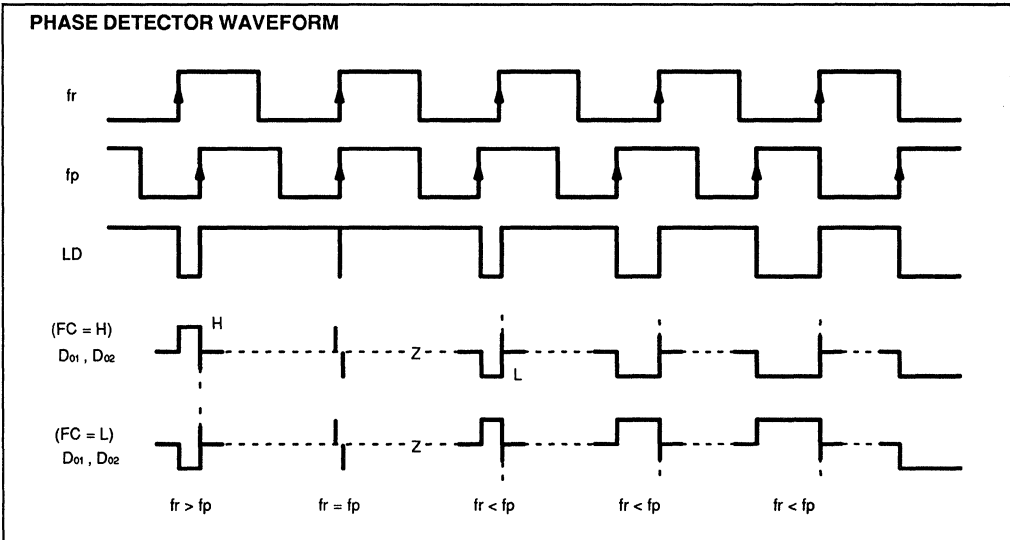 PHASE DETECTOR WAVEFORM
fr
fp
LD
(FC = H)
D01 , D02
H
Z
L
(FC = L)
D01 , D02
Z
fr > fp
fr = fp
fr < fp
fr < fp
fr < fp